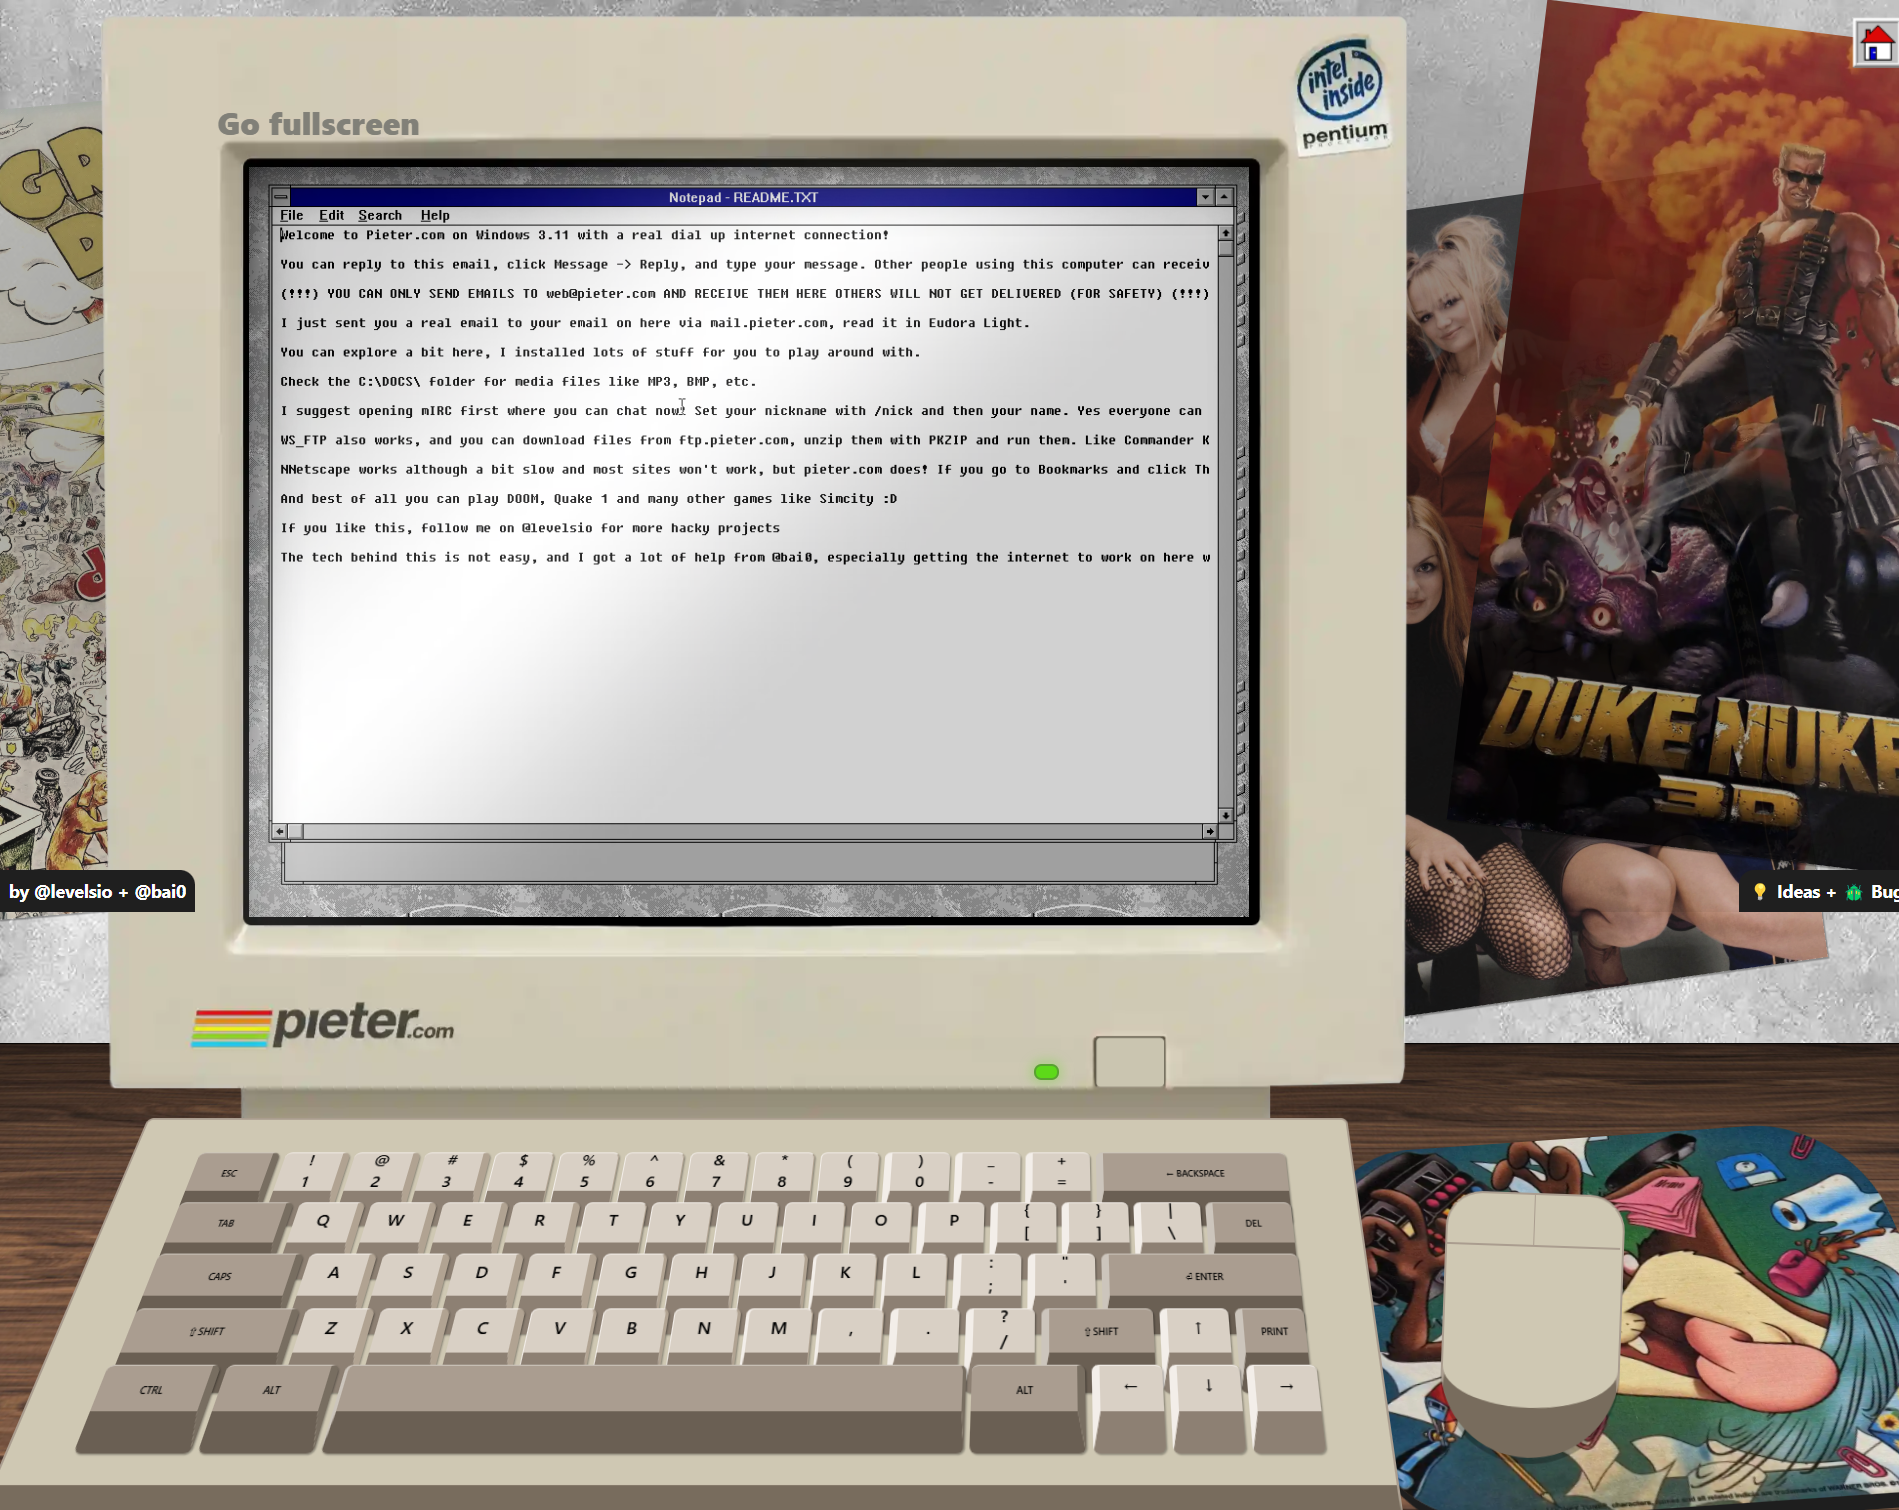 Go fullscreen
intel
inside
pentium
PROCESSOR
Notepad - README.TXT
File Edit Search Help
Welcome to Pieter.com on Windows 3.11 with a real dial up internet connection!
You can reply to this email, click Message -> Reply, and type your message. Other people using this computer can receiv
(!!!) YOU CAN ONLY SEND EMAILS TO web@pieter.com AND RECEIVE THEM HERE OTHERS WILL NOT GET DELIVERED (FOR SAFETY) (!!!)
I just sent you a real email to your email on here via mail.pieter.com, read it in Eudora Light.
You can explore a bit here, I installed lots of stuff for you to play around with.
Check the C:\DOCS\ folder for media files like MP3, BMP, etc.
I suggest opening mIRC first where you can chat now! Set your nickname with /nick and then your name. Yes everyone can
WS_FTP also works, and you can download files from ftp.pieter.com, unzip them with PKZIP and run them. Like Commander K
NNetscape works although a bit slow and most sites won't work, but pieter.com does! If you go to Bookmarks and click Th
And best of all you can play DOOM, Quake 1 and many other games like Simcity :D
If you like this, follow me on @levelsio for more hacky projects
The tech behind this is not easy, and I got a lot of help from @bai0, especially getting the internet to work on here w
DUKE NUKE
3D
by @levelsio + @bai0
💡 Ideas + 🪲 Bug
pieter.com
ESC ! 1 @ 2 # 3 $ 4 % 5 ^ 6 & 7 * 8 ( 9 ) 0 _ - + = ← BACKSPACE
TAB Q W E R T Y U I O P { [ } ] | \ DEL
CAPS A S D F G H J K L : ; " . ⏎ ENTER
⇧ SHIFT Z X C V B N M , . ? / ⇧ SHIFT ↑ PRINT
CTRL ALT ALT ← ↓ →